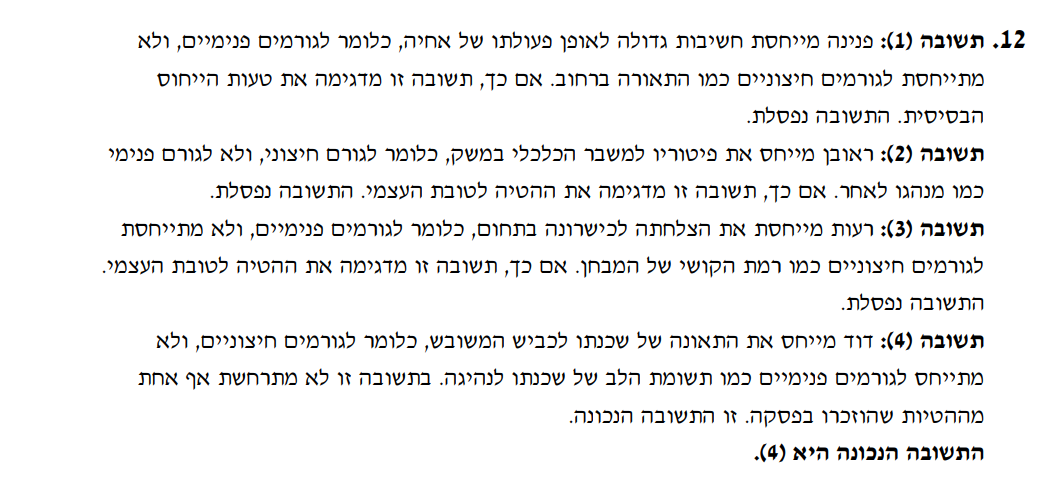 12. תשובה (1): פנינה מייחסת חשיבות גדולה לאופן פעולתו של אחיה, כלומר לגורמים פנימיים, ולא
מתייחסת לגורמים חיצוניים כמו התאורה ברחוב. אם כך, תשובה זו מדגימה את טעות הייחוס
הבסיסית. התשובה נפסלת.
תשובה (2): ראובן מייחס את פיטוריו למשבר הכלכלי במשק, כלומר לגורם חיצוני, ולא לגורם פנימי
כמו מנהגו לאחר. אם כך, תשובה זו מדגימה את ההטיה לטובת העצמי. התשובה נפסלת.
תשובה (3): רעות מייחסת את הצלחתה לכישרונה בתחום, כלומר לגורמים פנימיים, ולא מתייחסת
לגורמים חיצוניים כמו רמת הקושי של המבחן. אם כך, תשובה זו מדגימה את ההטיה לטובת העצמי.
התשובה נפסלת.
תשובה (4): דוד מייחס את התאונה של שכנתו לכביש המשובש, כלומר לגורמים חיצוניים, ולא
מתייחס לגורמים פנימיים כמו תשומת הלב של שכנתו לנהיגה. בתשובה זו לא מתרחשת אף אחת
מההטיות שהוזכרו בפסקה. זו התשובה הנכונה.
התשובה הנכונה היא (4).